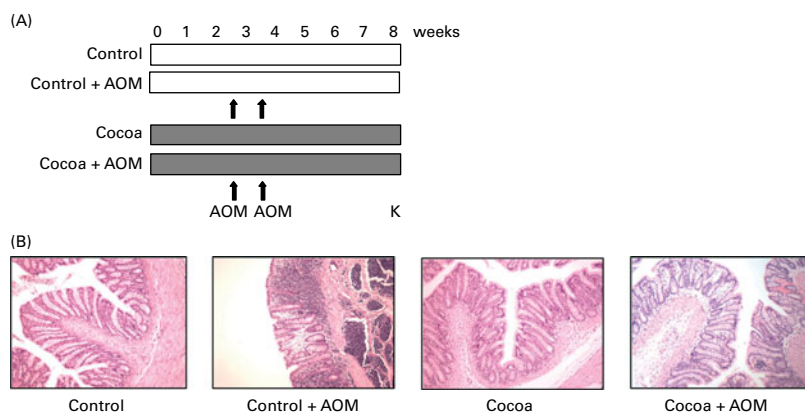 (A)
0 1 2 3 4 5 6 7 8 weeks
Control
Control + AOM
Cocoa
Cocoa + AOM
AOM AOM K
(B)
Control Control + AOM Cocoa Cocoa + AOM